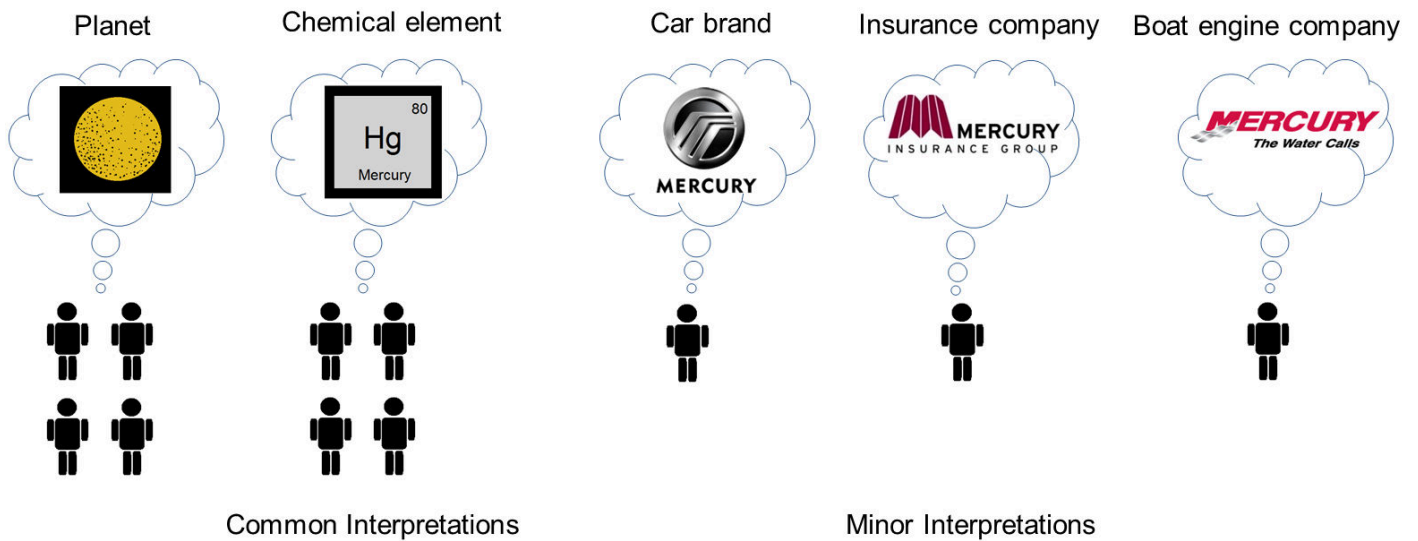 Planet
Chemical element
Car brand
Insurance company
Boat engine company
80
Hg
Mercury
MERCURY
MERCURY
INSURANCE GROUP
MERCURY
The Water Calls
Common Interpretations
Minor Interpretations